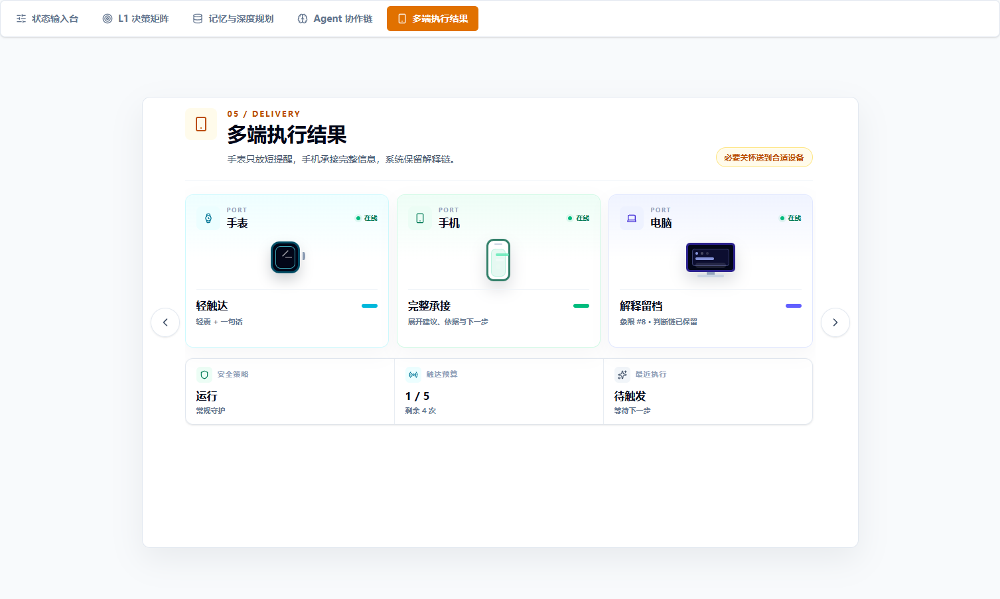 状态输入台
L1 决策矩阵
记忆与深度规划
Agent 协作链
多端执行结果
05 / DELIVERY
多端执行结果
手表只放短提醒，手机承接完整信息，系统保留解释链。
必要关怀送到合适设备
PORT
手表
在线
轻触达
轻震 + 一句话
PORT
手机
在线
完整承接
展开建议、依据与下一步
PORT
电脑
在线
解释留档
象限 #8 • 判断链已保留
安全策略
运行
常规守护
触达预算
1 / 5
剩余 4 次
最近执行
待触发
等待下一步